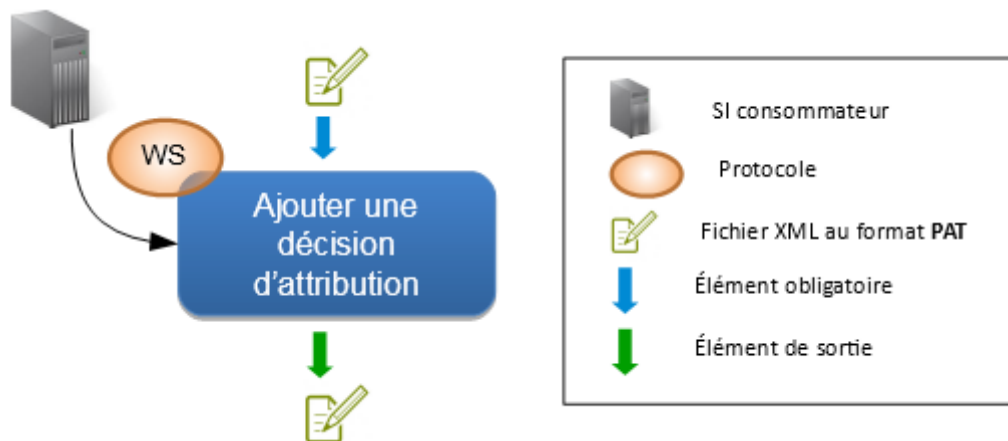 WS
Ajouter une
décision
d'attribution
SI consommateur
Protocole
Fichier XML au format PAT
Élément obligatoire
Élément de sortie